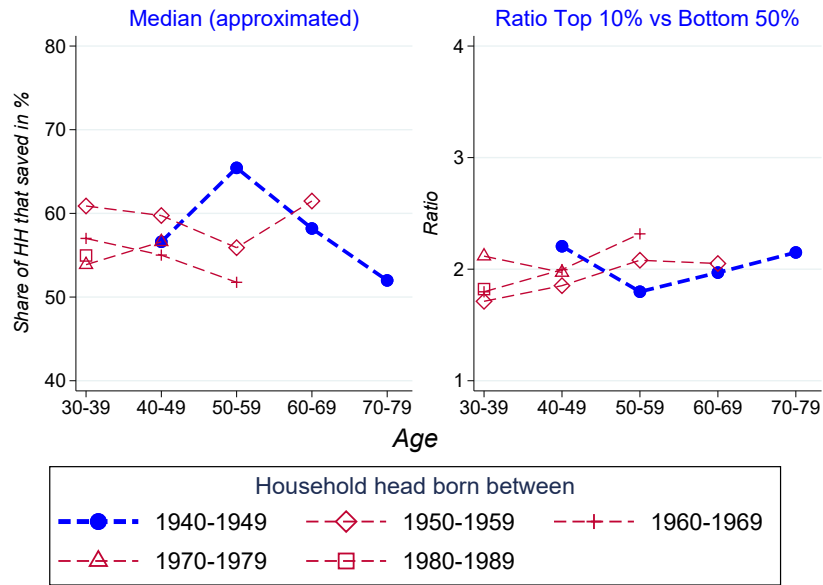 Median (approximated)
Share of HH that saved in %
80
70
60
50
40
30-39 40-49 50-59 60-69 70-79
Ratio Top 10% vs Bottom 50%
Ratio
4
3
2
1
30-39 40-49 50-59 60-69 70-79
Age
Household head born between
1940-1949 1950-1959 1960-1969
1970-1979 1980-1989